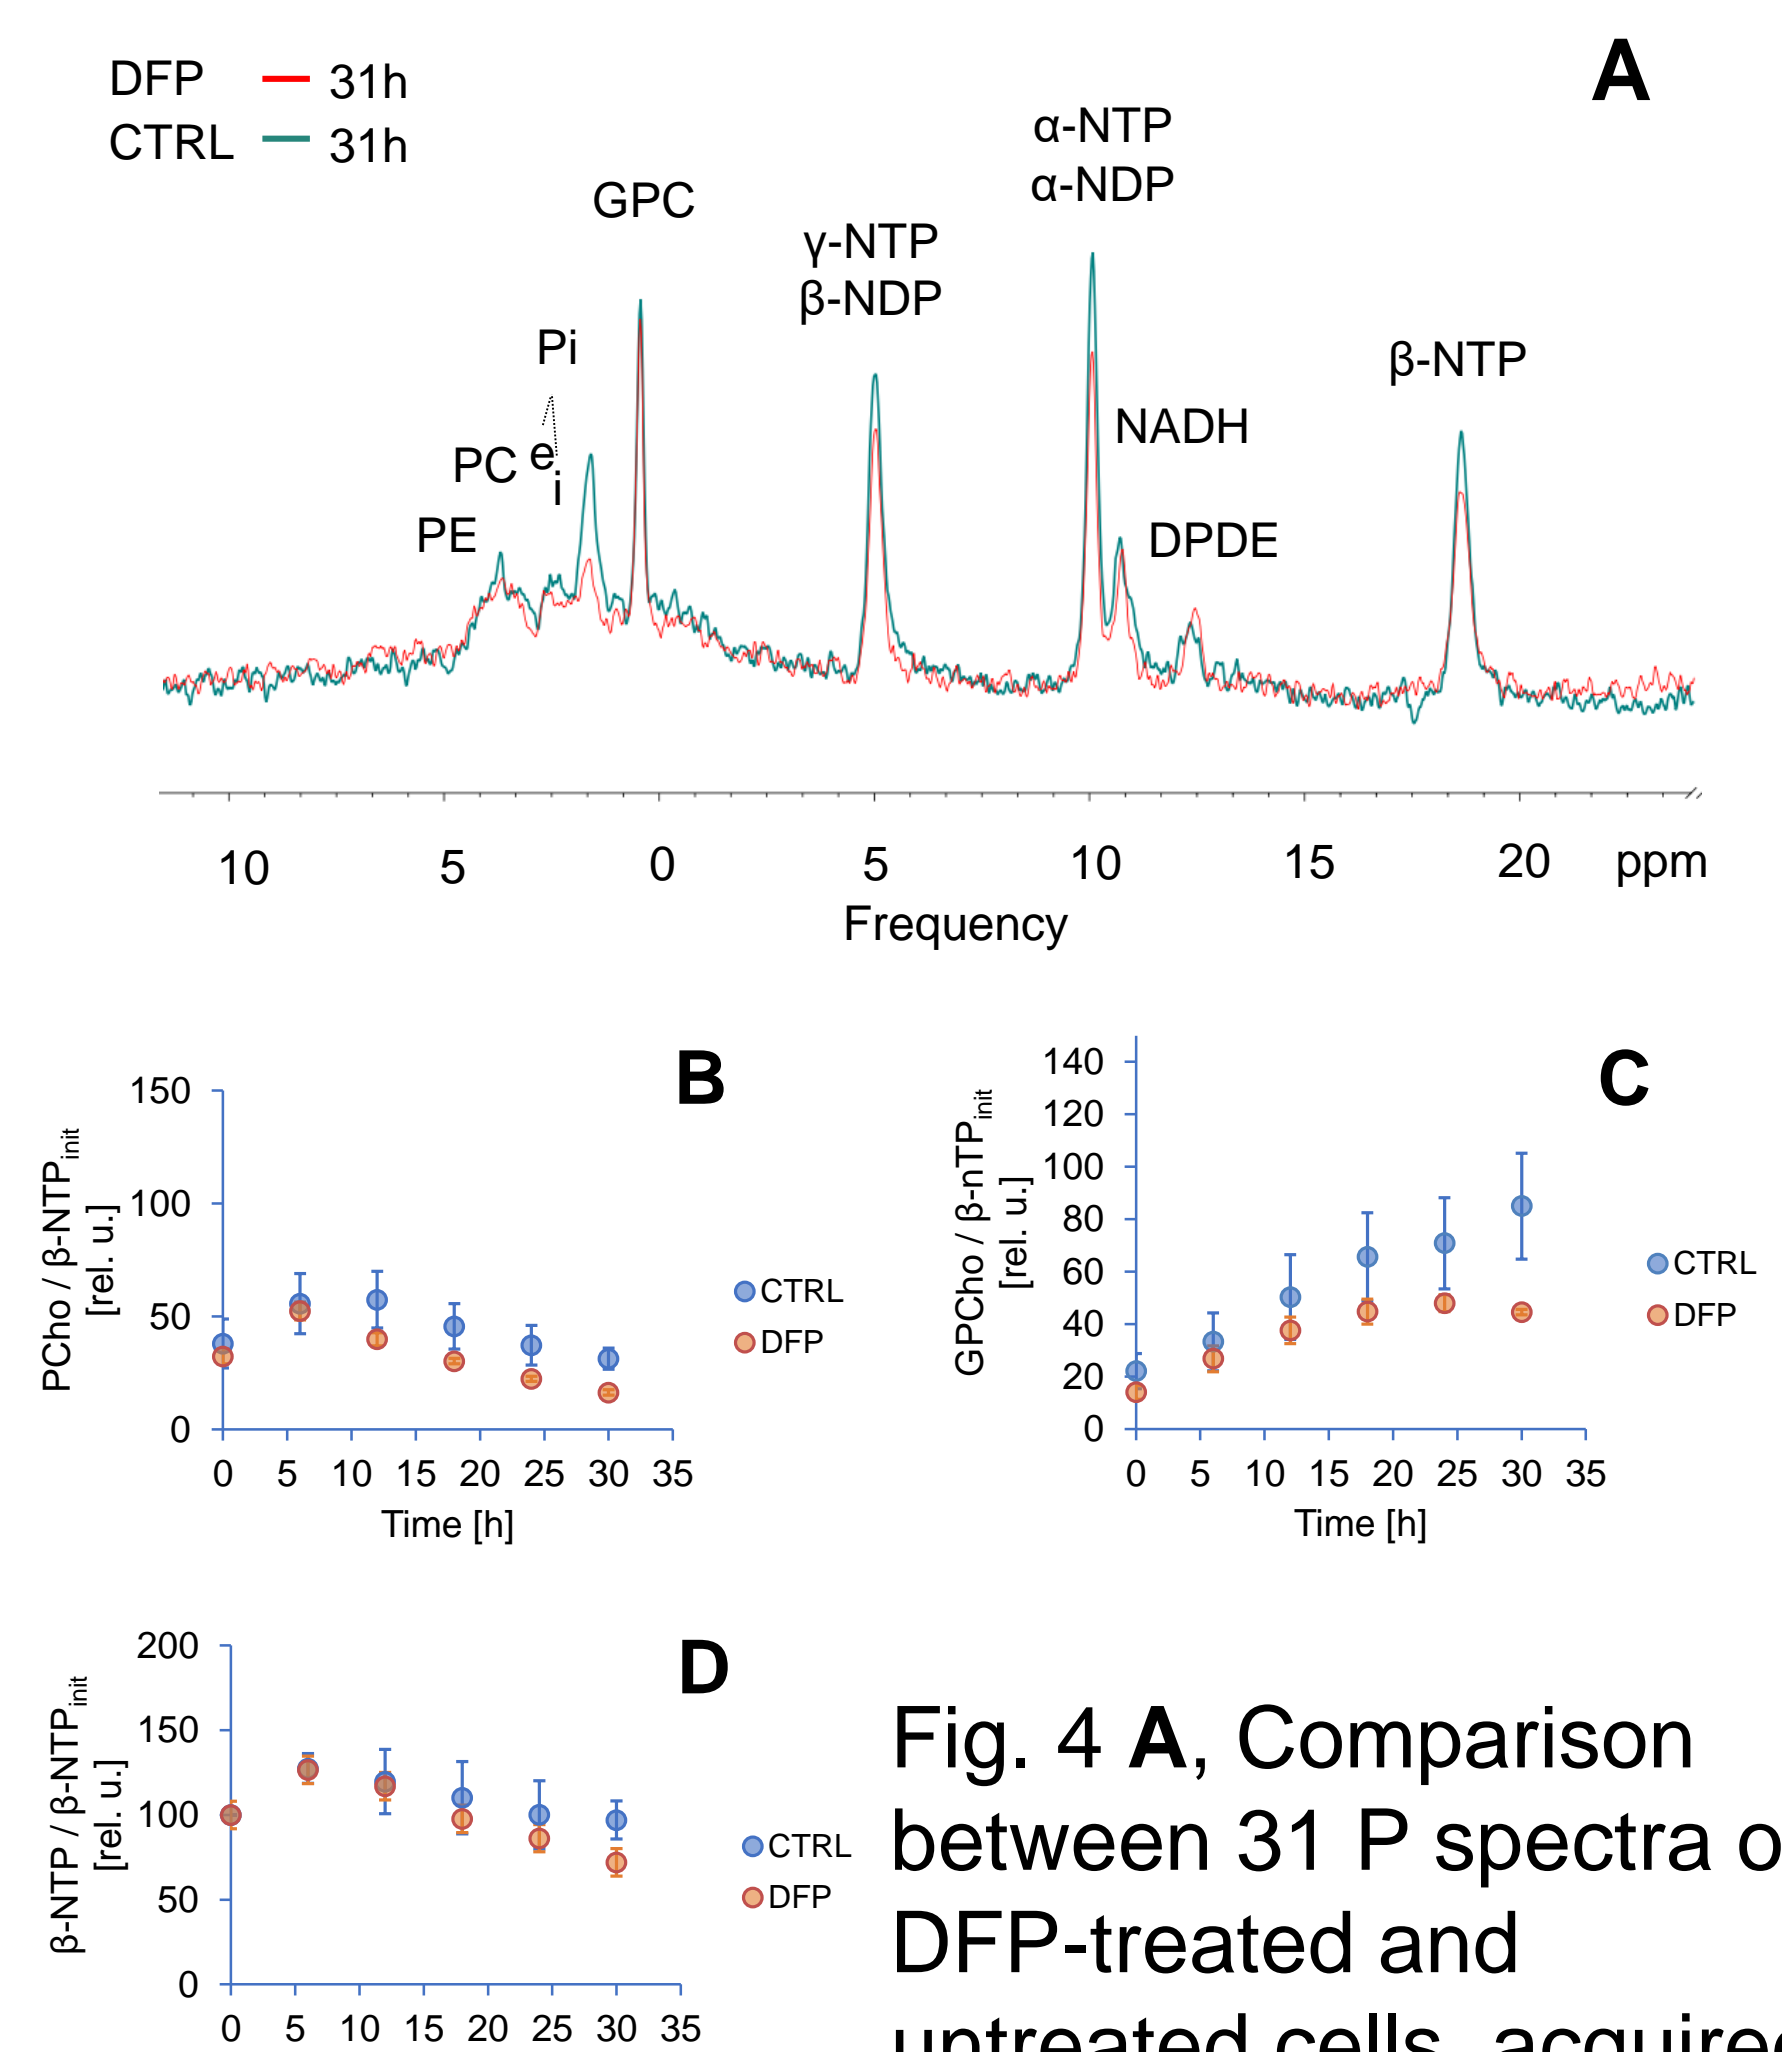 A
DFP 31h
CTRL 31h
α-NTP
α-NDP
GPC
γ-NTP
β-NDP
Pi
β-NTP
NADH
PC e
i
PE
DPDE
10 5 0 5 10 15 20 ppm
Frequency
B
150
100
50
0
PCho / β-NTPinit
[rel. u.]
CTRL
DFP
0 5 10 15 20 25 30 35
Time [h]
C
140
120
100
80
60
40
20
0
GPCho / β-nTPinit
[rel. u.]
CTRL
DFP
0 5 10 15 20 25 30 35
Time [h]
D
200
150
100
50
0
β-NTP / β-NTPinit
[rel. u.]
CTRL
DFP
0 5 10 15 20 25 30 35
Fig. 4 A, Comparison
between 31 P spectra o
DFP-treated and
untreated cells, acquired